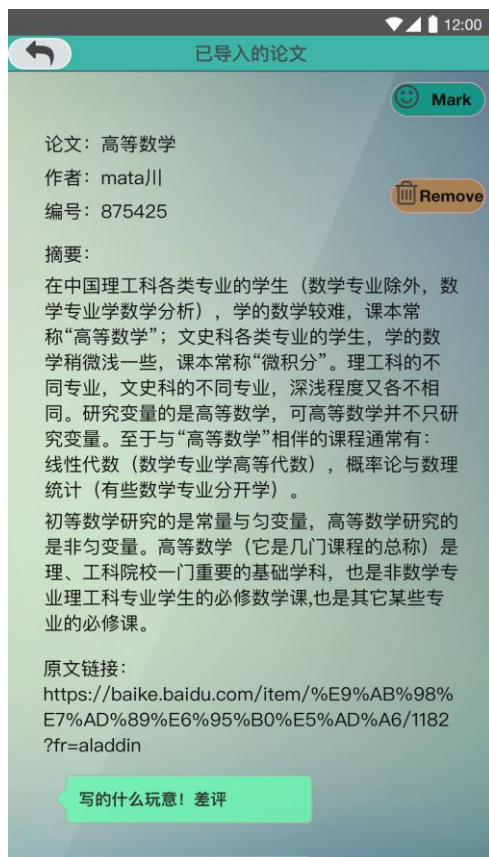 12:00
已导入的论文
Mark
论文：高等数学
作者：mata川
Remove
编号：875425
摘要：
在中国理工科各类专业的学生（数学专业除外，数
学专业学数学分析），学的数学较难，课本常
称“高等数学”；文史科各类专业的学生，学的数
学稍微浅一些，课本常称“微积分”。理工科的不
同专业，文史科的不同专业，深浅程度又各不相
同。研究变量的是高等数学，可高等数学并不只研
究变量。至于与“高等数学”相伴的课程通常有：
线性代数（数学专业学高等代数），概率论与数理
统计（有些数学专业分开学）。
初等数学研究的是常量与匀变量，高等数学研究的
是非匀变量。高等数学（它是几门课程的总称）是
理、工科院校一门重要的基础学科，也是非数学专
业理工科专业学生的必修数学课,也是其它某些专
业的必修课。
原文链接：
https://baike.baidu.com/item/%E9%AB%98%
E7%AD%89%E6%95%B0%E5%AD%A6/1182
?fr=aladdin
写的什么玩意！差评